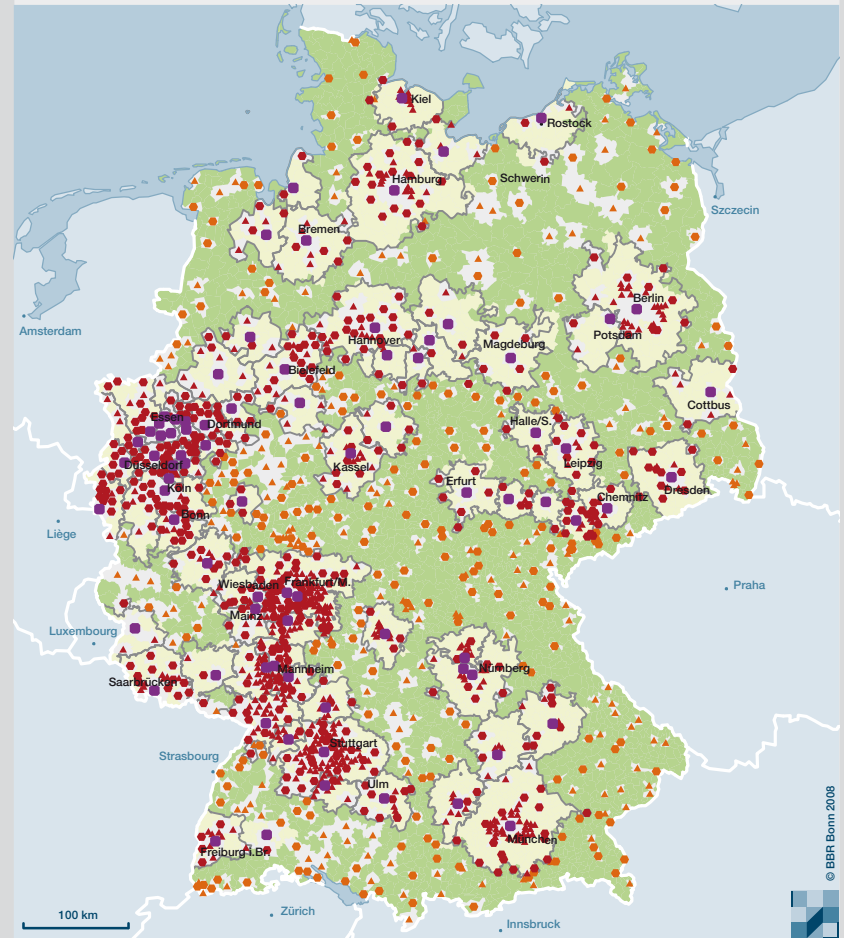 Kiel
Rostock
Hamburg
Schwerin
Szczecin
Bremen
Berlin
Amsterdam
Potsdam
Hannover
Magdeburg
Bielefeld
Cottbus
Essen
Dortmund
Halle/S.
Düsseldorf
Kassel
Leipzig
Köln
Erfurt
Dresden
Chemnitz
Bonn
Liège
Wiesbaden
Frankfurt/M.
Praha
Mainz
Luxembourg
Mannheim
Nürnberg
Saarbrücken
Stuttgart
Strasbourg
Ulm
München
Freiburg i.Br.
© BBR Bonn 2008
100 km
Zürich
Innsbruck